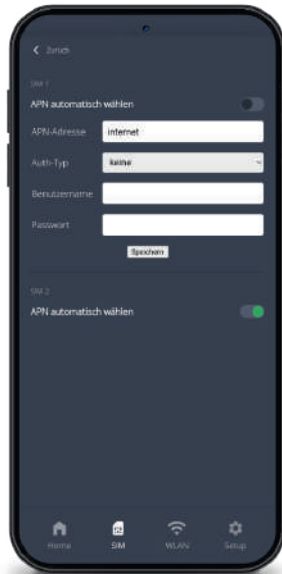 Zurück
SIM 1
APN automatisch wählen
APN-Adresse internet
Auth-Typ keine
Benutzername
Passwort
Speichern
SIM 2
APN automatisch wählen
Home SIM WLAN Setup